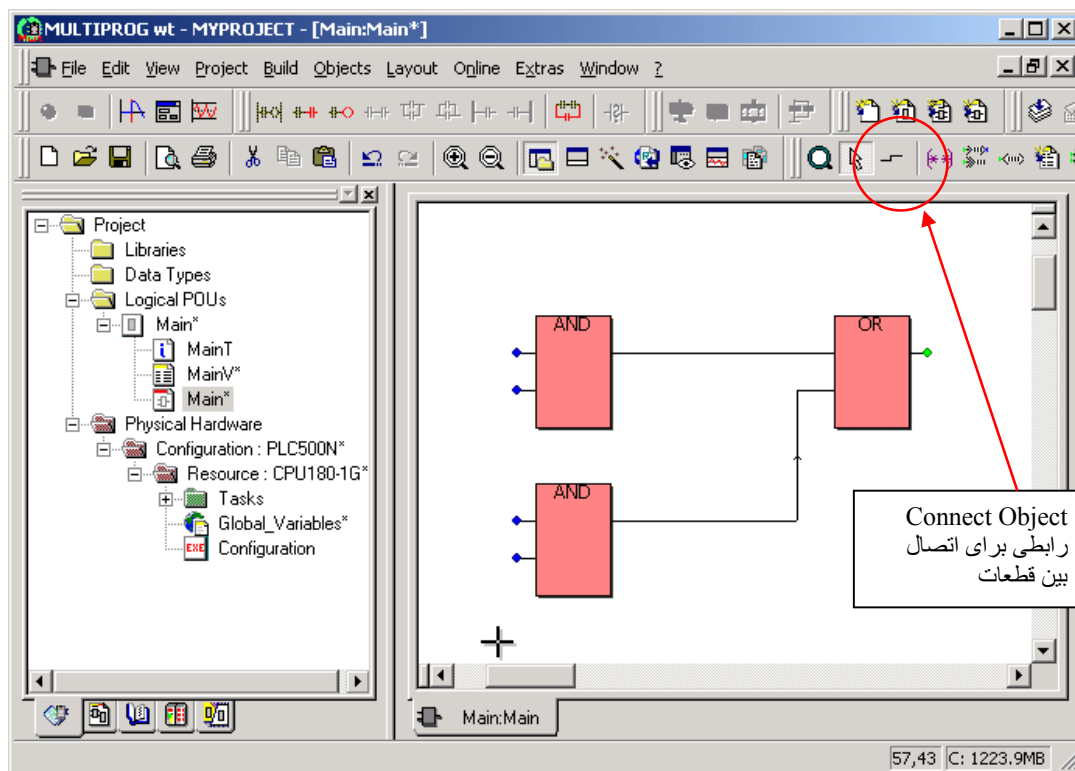 MULTIPROG wt - MYPROJECT - [Main:Main*]
File Edit View Project Build Objects Layout Online Extras Window ?
Project
Libraries
Data Types
Logical POUs
Main*
MainT
MainV*
Main*
Physical Hardware
Configuration : PLC500N*
Resource : CPU180-1G*
Tasks
Global_Variables*
EXE Configuration
AND
OR
AND
Connect Object
رابطی برای اتصال
بین قطعات
Main:Main
57,43 C: 1223.9MB